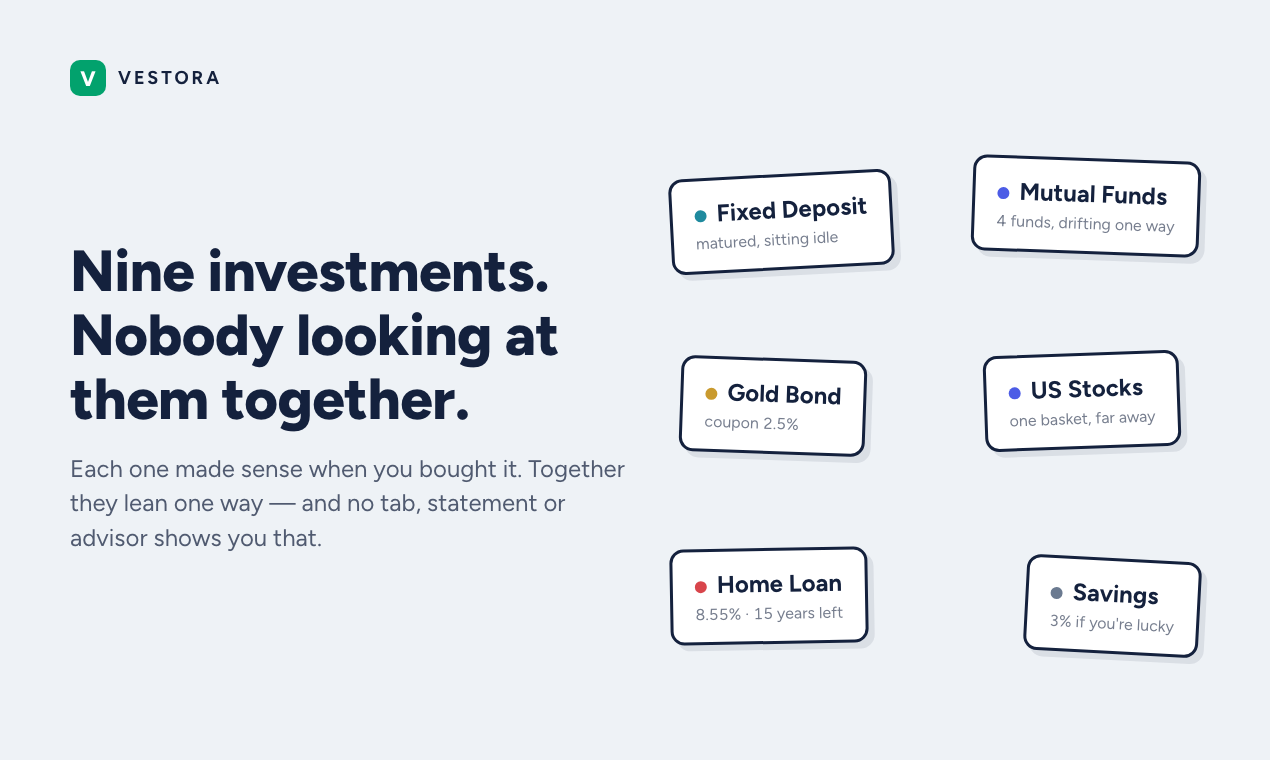 V VESTORA
Nine investments.
Nobody looking at
them together.
Each one made sense when you bought it. Together
they lean one way — and no tab, statement or
advisor shows you that.
Fixed Deposit
matured, sitting idle
Mutual Funds
4 funds, drifting one way
Gold Bond
coupon 2.5%
US Stocks
one basket, far away
Home Loan
8.55% · 15 years left
Savings
3% if you're lucky